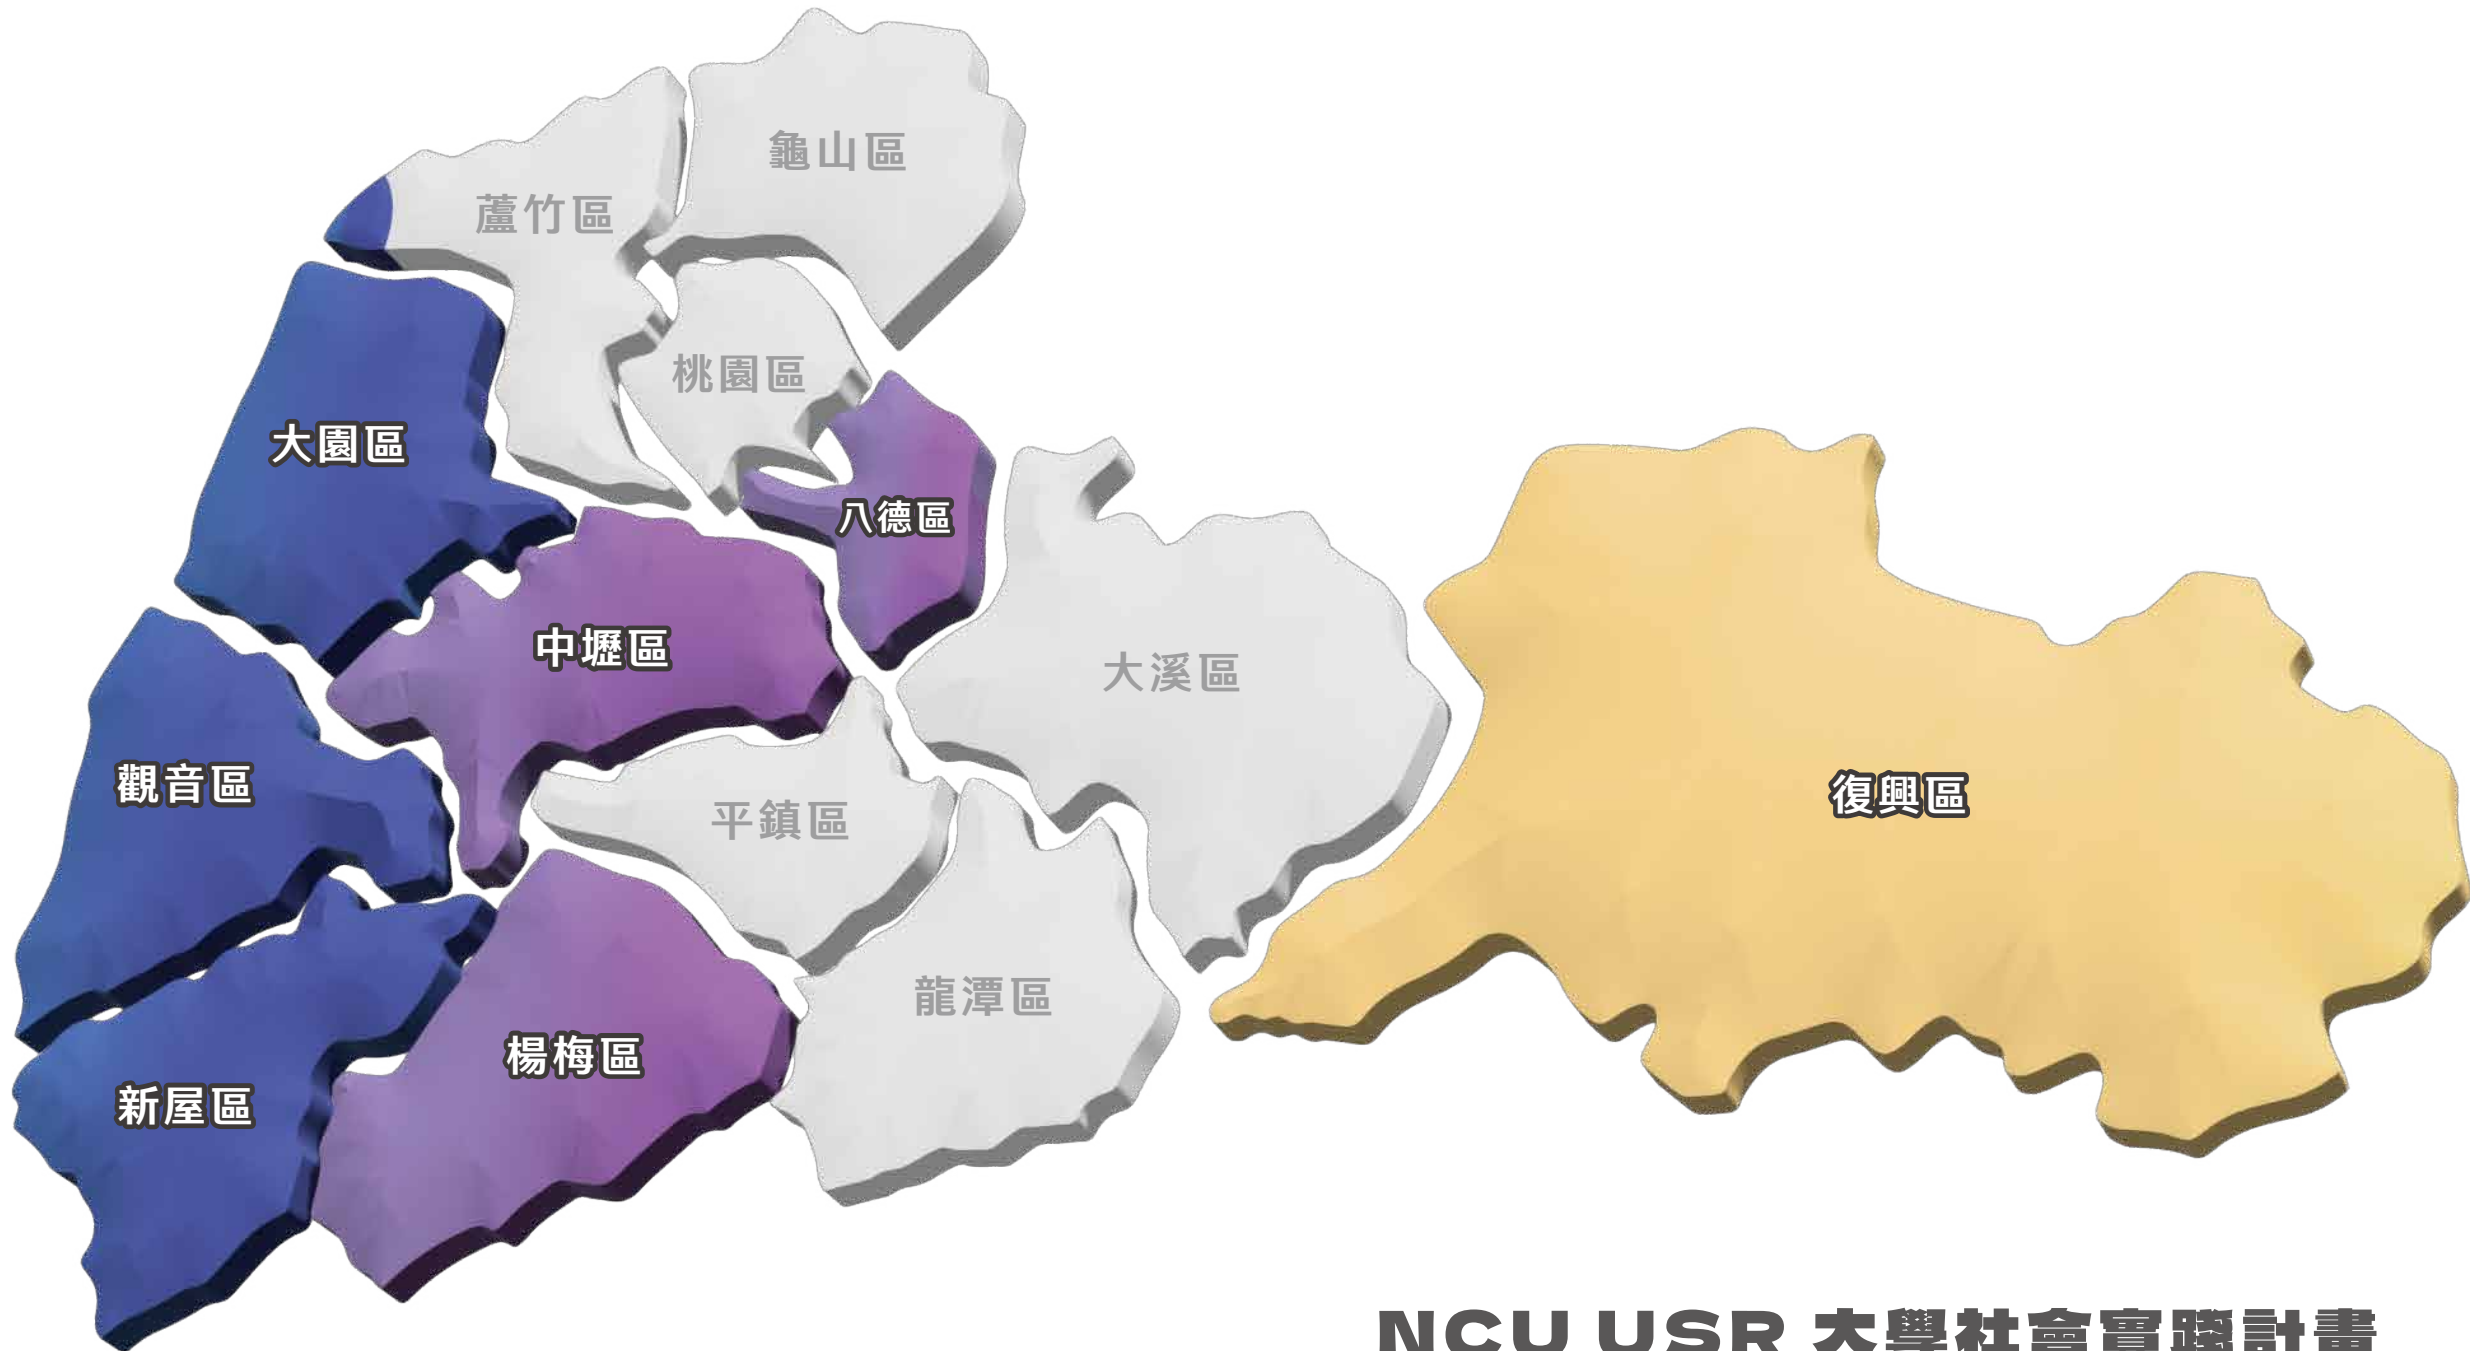 龜山區
蘆竹區
桃園區
大園區
八德區
中壢區
大溪區
觀音區
平鎮區
復興區
龍潭區
楊梅區
新屋區
NCU USR 大學社會實踐計畫